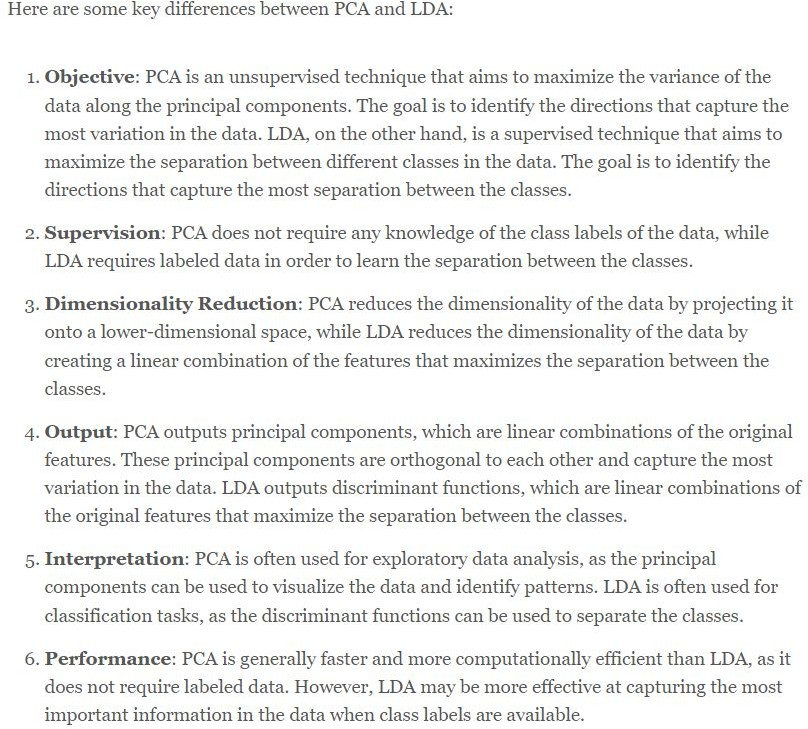 Here are some key differences between PCA and LDA:
1. Objective: PCA is an unsupervised technique that aims to maximize the variance of the
data along the principal components. The goal is to identify the directions that capture the
most variation in the data. LDA, on the other hand, is a supervised technique that aims to
maximize the separation between different classes in the data. The goal is to identify the
directions that capture the most separation between the classes.
2. Supervision: PCA does not require any knowledge of the class labels of the data, while
LDA requires labeled data in order to learn the separation between the classes.
3. Dimensionality Reduction: PCA reduces the dimensionality of the data by projecting it
onto a lower-dimensional space, while LDA reduces the dimensionality of the data by
creating a linear combination of the features that maximizes the separation between the
classes.
4. Output: PCA outputs principal components, which are linear combinations of the original
features. These principal components are orthogonal to each other and capture the most
variation in the data. LDA outputs discriminant functions, which are linear combinations of
the original features that maximize the separation between the classes.
5. Interpretation: PCA is often used for exploratory data analysis, as the principal
components can be used to visualize the data and identify patterns. LDA is often used for
classification tasks, as the discriminant functions can be used to separate the classes.
6. Performance: PCA is generally faster and more computationally efficient than LDA, as it
does not require labeled data. However, LDA may be more effective at capturing the most
important information in the data when class labels are available.